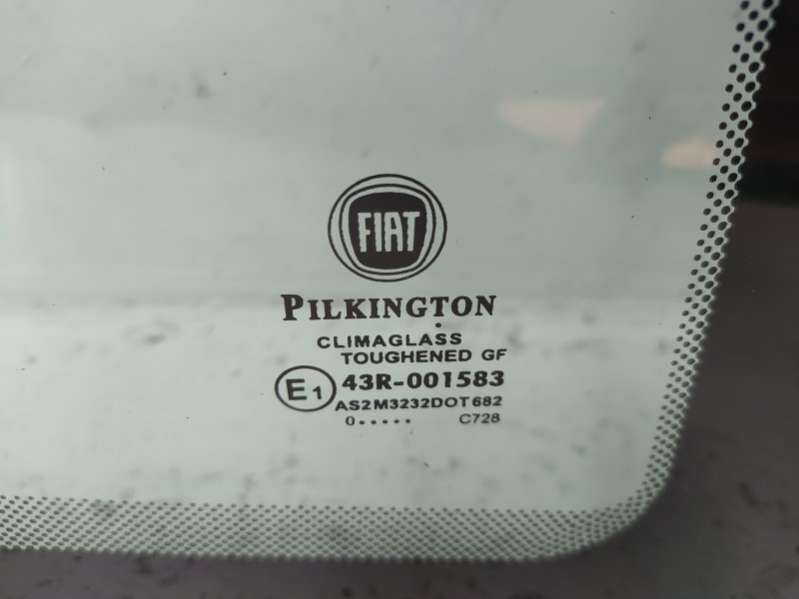 FIAT
PILKINGTON
CLIMAGLASS
TOUGHENED GF
E1 43R-001583
AS2M3232DOT682
0..... C728